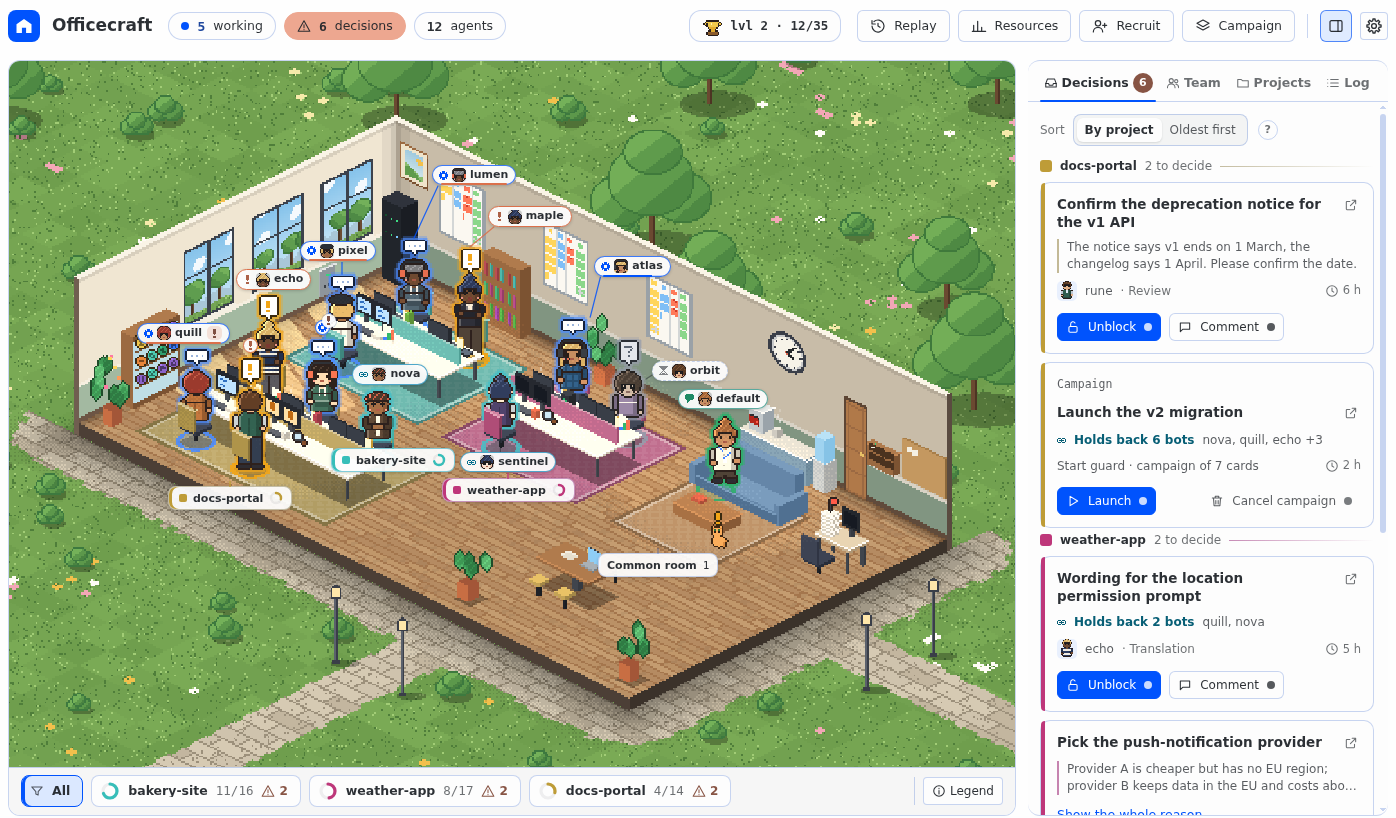 Officecraft
5 working
6 decisions
12 agents
lvl 2 · 12/35
Replay
Resources
Recruit
Campaign
lumen
maple
pixel
echo
atlas
quill
nova
orbit
default
bakery-site
sentinel
weather-app
docs-portal
Common room 1
All
bakery-site 11/16 2
weather-app 8/17 2
docs-portal 4/14 2
Legend
Decisions 6
Team
Projects
Log
Sort
By project
Oldest first
?
docs-portal 2 to decide
Confirm the deprecation notice for
the v1 API
The notice says v1 ends on 1 March, the
changelog says 1 April. Please confirm the date.
rune · Review
6 h
Unblock
Comment
Campaign
Launch the v2 migration
Holds back 6 bots nova, quill, echo +3
Start guard · campaign of 7 cards
2 h
Launch
Cancel campaign
weather-app 2 to decide
Wording for the location
permission prompt
Holds back 2 bots quill, nova
echo · Translation
5 h
Unblock
Comment
Pick the push-notification provider
Provider A is cheaper but has no EU region;
provider B keeps data in the EU and costs abo…
Show the whole reason